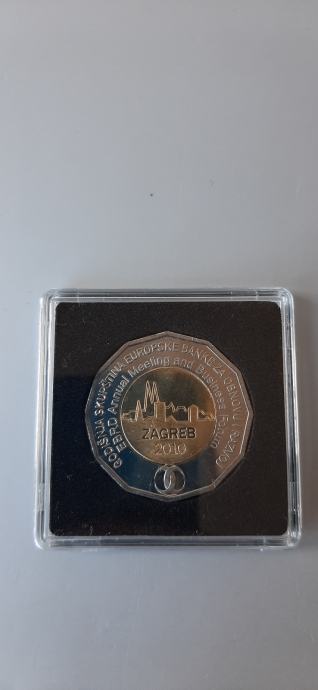 GODIŠNJA SKUPŠTINA EUROPSKE BANKE ZA OBNOVU I RAZVOJ
EBRD Annual Meeting and Business Forum
ZAGREB
2010